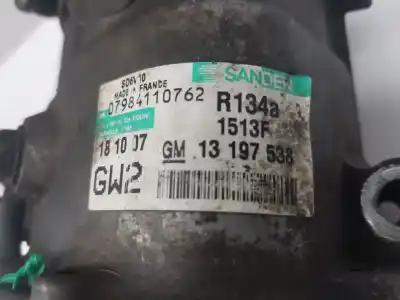 SD6V10
MADE IN FRANCE
SANDEN
07984110762
R134a
1513F
18 10 07
GM 13 197 538
GW2